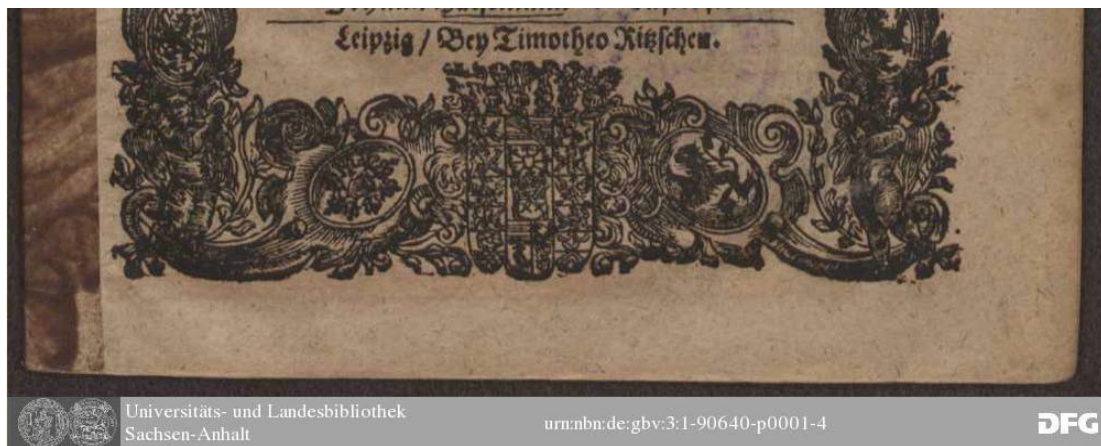 Leipzig / Bey Timotheo Ritzschen.
Universitäts- und Landesbibliothek
Sachsen-Anhalt
urn:nbn:de:gbv:3:1-90640-p0001-4
DFG